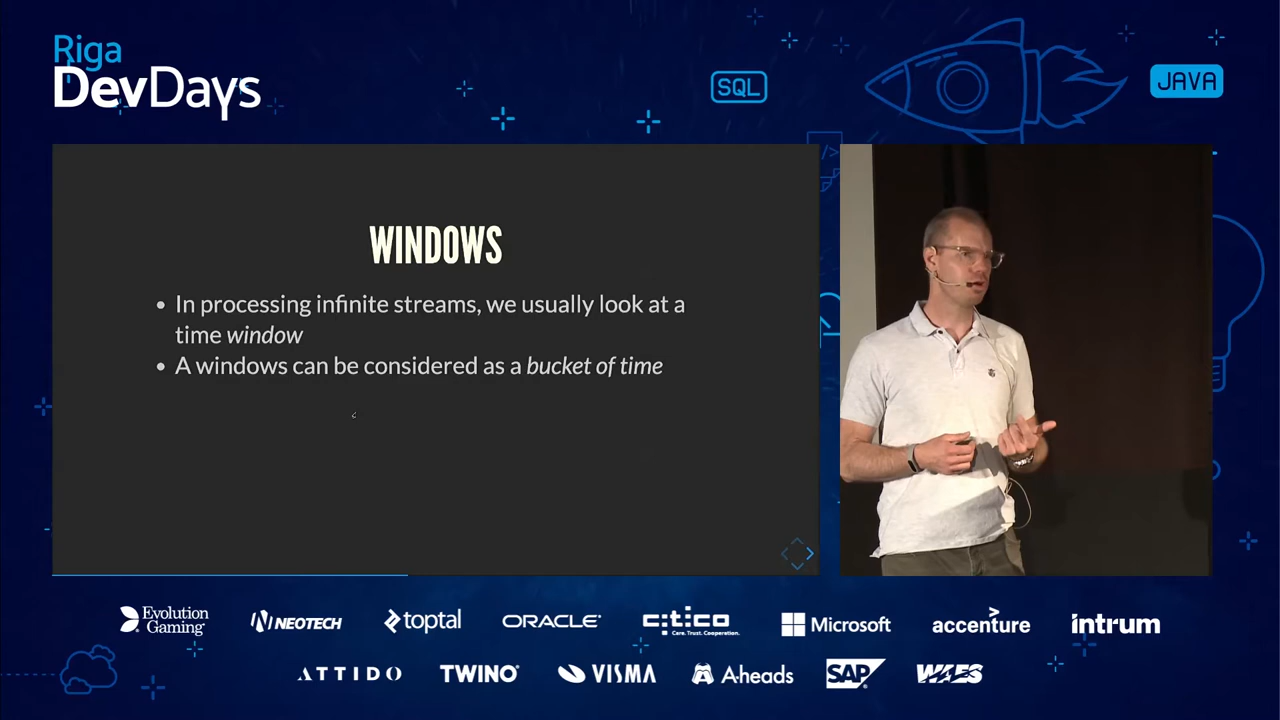 Riga
DevDays
SQL
JAVA
</>
WINDOWS
In processing infinite streams, we usually look at a
time window
A windows can be considered as a bucket of time
Evolution
Gaming
NEOTECH
toptal
ORACLE
citico
Care. Trust. Cooperation.
Microsoft
accenture
intrum
ATTIDO
TWINO
VISMA
A-heads
SAP
WAES